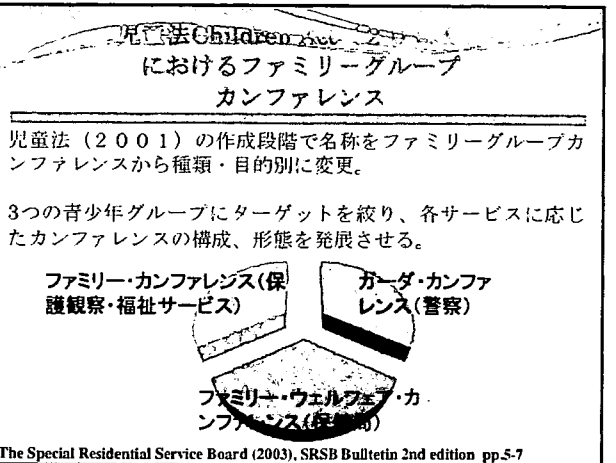 児童法Children Act
におけるファミリーグループ
カンファレンス
児童法（２００１）の作成段階で名称をファミリーグループカ
ンファレンスから種類・目的別に変更。
3つの青少年グループにターゲットを絞り、各サービスに応じ
たカンファレンスの構成、形態を発展させる。
ファミリー・カンファレンス(保
護観察・福祉サービス)
ガーダ・カンファ
レンス(警察)
ファミリー・ウェルフェア・カ
ンファレンス(保健局)
The Special Residential Service Board (2003), SRSB Bulltetin 2nd edition pp.5-7